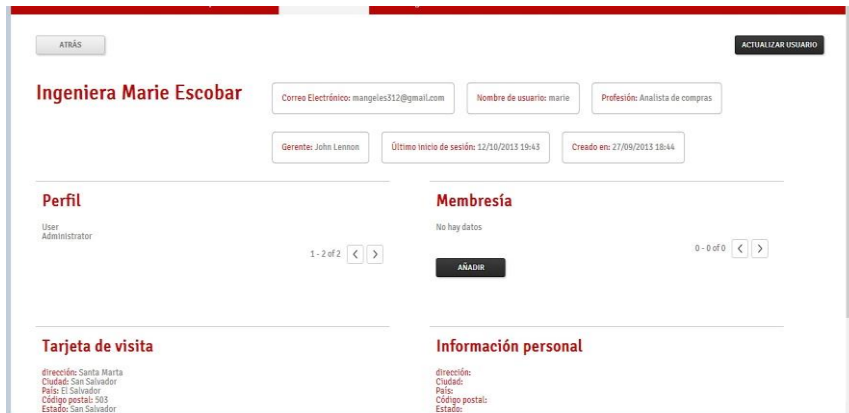 ATRÁS
ACTUALIZAR USUARIO
Ingeniera Marie Escobar
Correo Electrónico: mangeles312@gmail.com
Nombre de usuario: marie
Profesión: Analista de compras
Gerente: John Lennon
Último inicio de sesión: 12/10/2013 19:43
Creado en: 27/09/2013 18:44
Perfil
User
Administrator
1 - 2 of 2
Membresía
No hay datos
0 - 0 of 0
AÑADIR
Tarjeta de visita
dirección: Santa Marta
Ciudad: San Salvador
País: El Salvador
Código postal: 503
Estado: San Salvador
Información personal
dirección:
Ciudad:
País:
Código postal:
Estado: